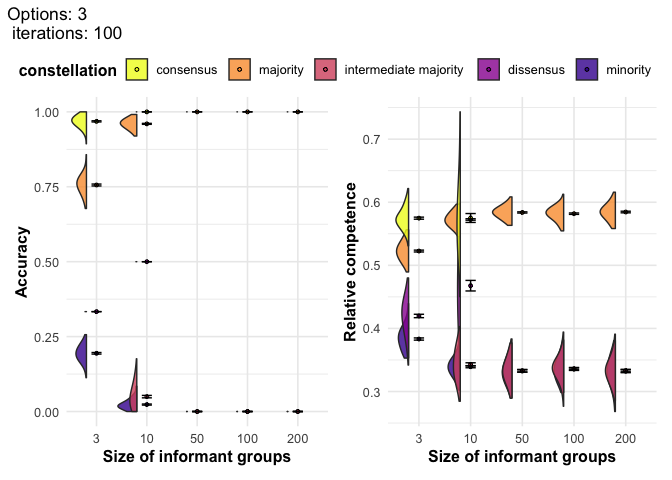 Options: 3
iterations: 100
constellation consensus majority intermediate majority dissensus minority
Accuracy
1.00
0.75
0.50
0.25
0.00
3 10 50 100 200
Size of informant groups
Relative competence
0.7
0.6
0.5
0.4
0.3
3 10 50 100 200
Size of informant groups